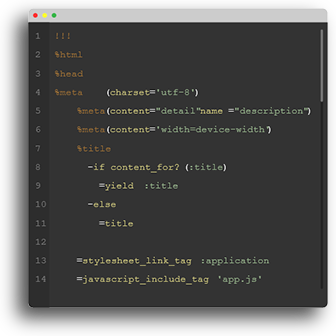 1 !!!
2 %html
3 %head
4 %meta (charset='utf-8')
5 %meta(content="detail"name ="description")
6 %meta(content='width=device-width')
7 %title
8 -if content_for? (:title)
9 =yield :title
10 -else
11 =title
12
13 =stylesheet_link_tag :application
14 =javascript_include_tag 'app.js'